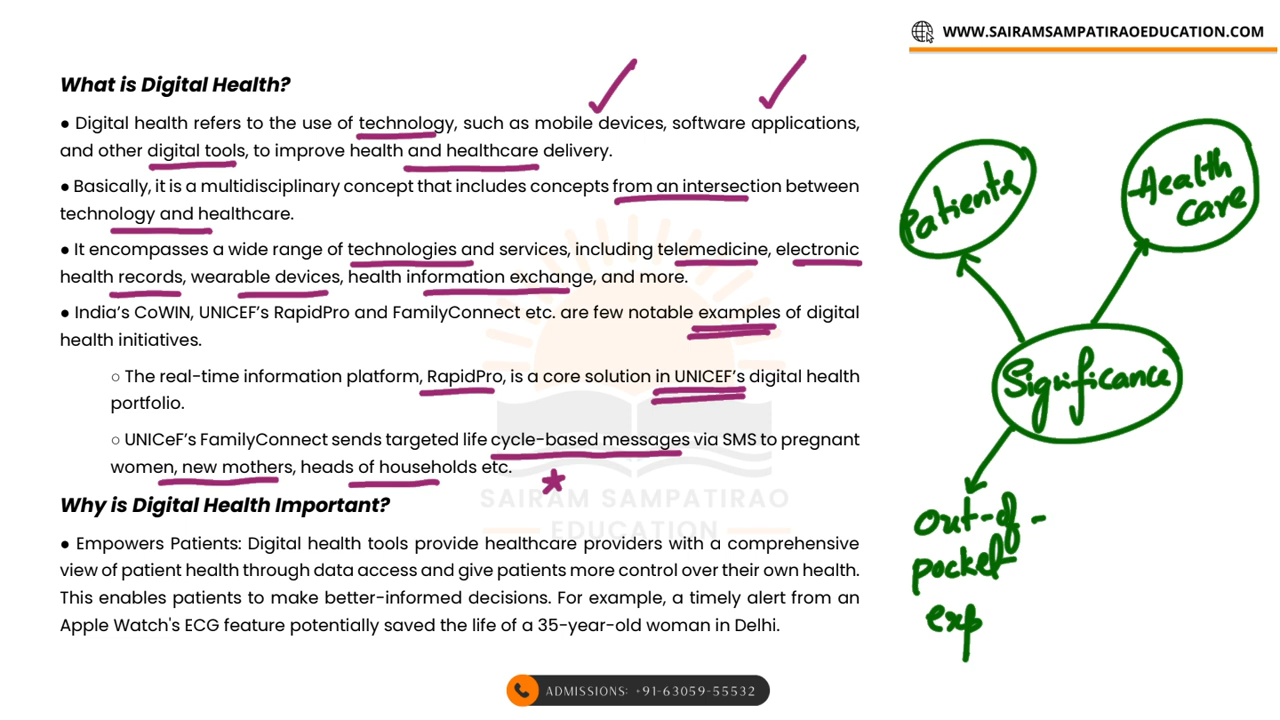 WWW.SAIRAMSAMPATIRAOEDUCATION.COM
What is Digital Health?
● Digital health refers to the use of technology, such as mobile devices, software applications,
and other digital tools, to improve health and healthcare delivery.
● Basically, it is a multidisciplinary concept that includes concepts from an intersection between
technology and healthcare.
● It encompasses a wide range of technologies and services, including telemedicine, electronic
health records, wearable devices, health information exchange, and more.
● India's CoWIN, UNICEF's RapidPro and FamilyConnect etc. are few notable examples of digital
health initiatives.
○ The real-time information platform, RapidPro, is a core solution in UNICEF's digital health
portfolio.
○ UNICeF's FamilyConnect sends targeted life cycle-based messages via SMS to pregnant
women, new mothers, heads of households etc.
SAIRAM SAMPATIRAO
EDUCATION
Why is Digital Health Important?
● Empowers Patients: Digital health tools provide healthcare providers with a comprehensive
view of patient health through data access and give patients more control over their own health.
This enables patients to make better-informed decisions. For example, a timely alert from an
Apple Watch's ECG feature potentially saved the life of a 35-year-old woman in Delhi.
Patients
Health
care
Significance
Out-of-
pocket
exp
ADMISSIONS: +91-63059-55532